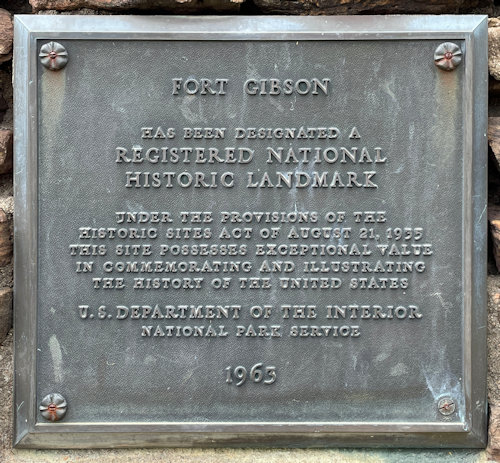 FORT GIBSON
HAS BEEN DESIGNATED A
REGISTERED NATIONAL
HISTORIC LANDMARK
UNDER THE PROVISIONS OF THE
HISTORIC SITES ACT OF AUGUST 21, 1935
THIS SITE POSSESSES EXCEPTIONAL VALUE
IN COMMEMORATING AND ILLUSTRATING
THE HISTORY OF THE UNITED STATES
U.S. DEPARTMENT OF THE INTERIOR
NATIONAL PARK SERVICE
1963